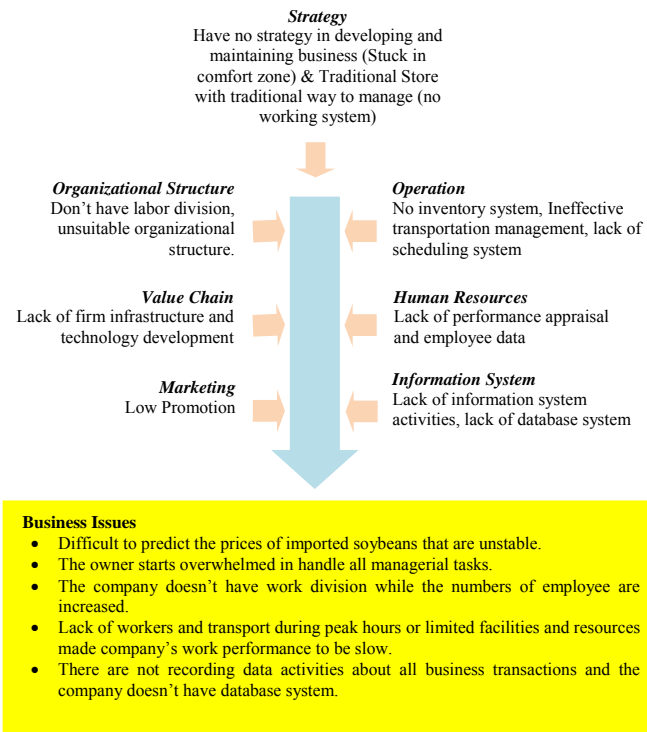 Strategy
Have no strategy in developing and
maintaining business (Stuck in
comfort zone) & Traditional Store
with traditional way to manage (no
working system)
Organizational Structure
Don't have labor division,
unsuitable organizational
structure.
Operation
No inventory system, Ineffective
transportation management, lack of
scheduling system
Value Chain
Lack of firm infrastructure and
technology development
Human Resources
Lack of performance appraisal
and employee data
Marketing
Low Promotion
Information System
Lack of information system
activities, lack of database system
Business Issues
• Difficult to predict the prices of imported soybeans that are unstable.
• The owner starts overwhelmed in handle all managerial tasks.
• The company doesn't have work division while the numbers of employee are
increased.
• Lack of workers and transport during peak hours or limited facilities and resources
made company's work performance to be slow.
• There are not recording data activities about all business transactions and the
company doesn't have database system.